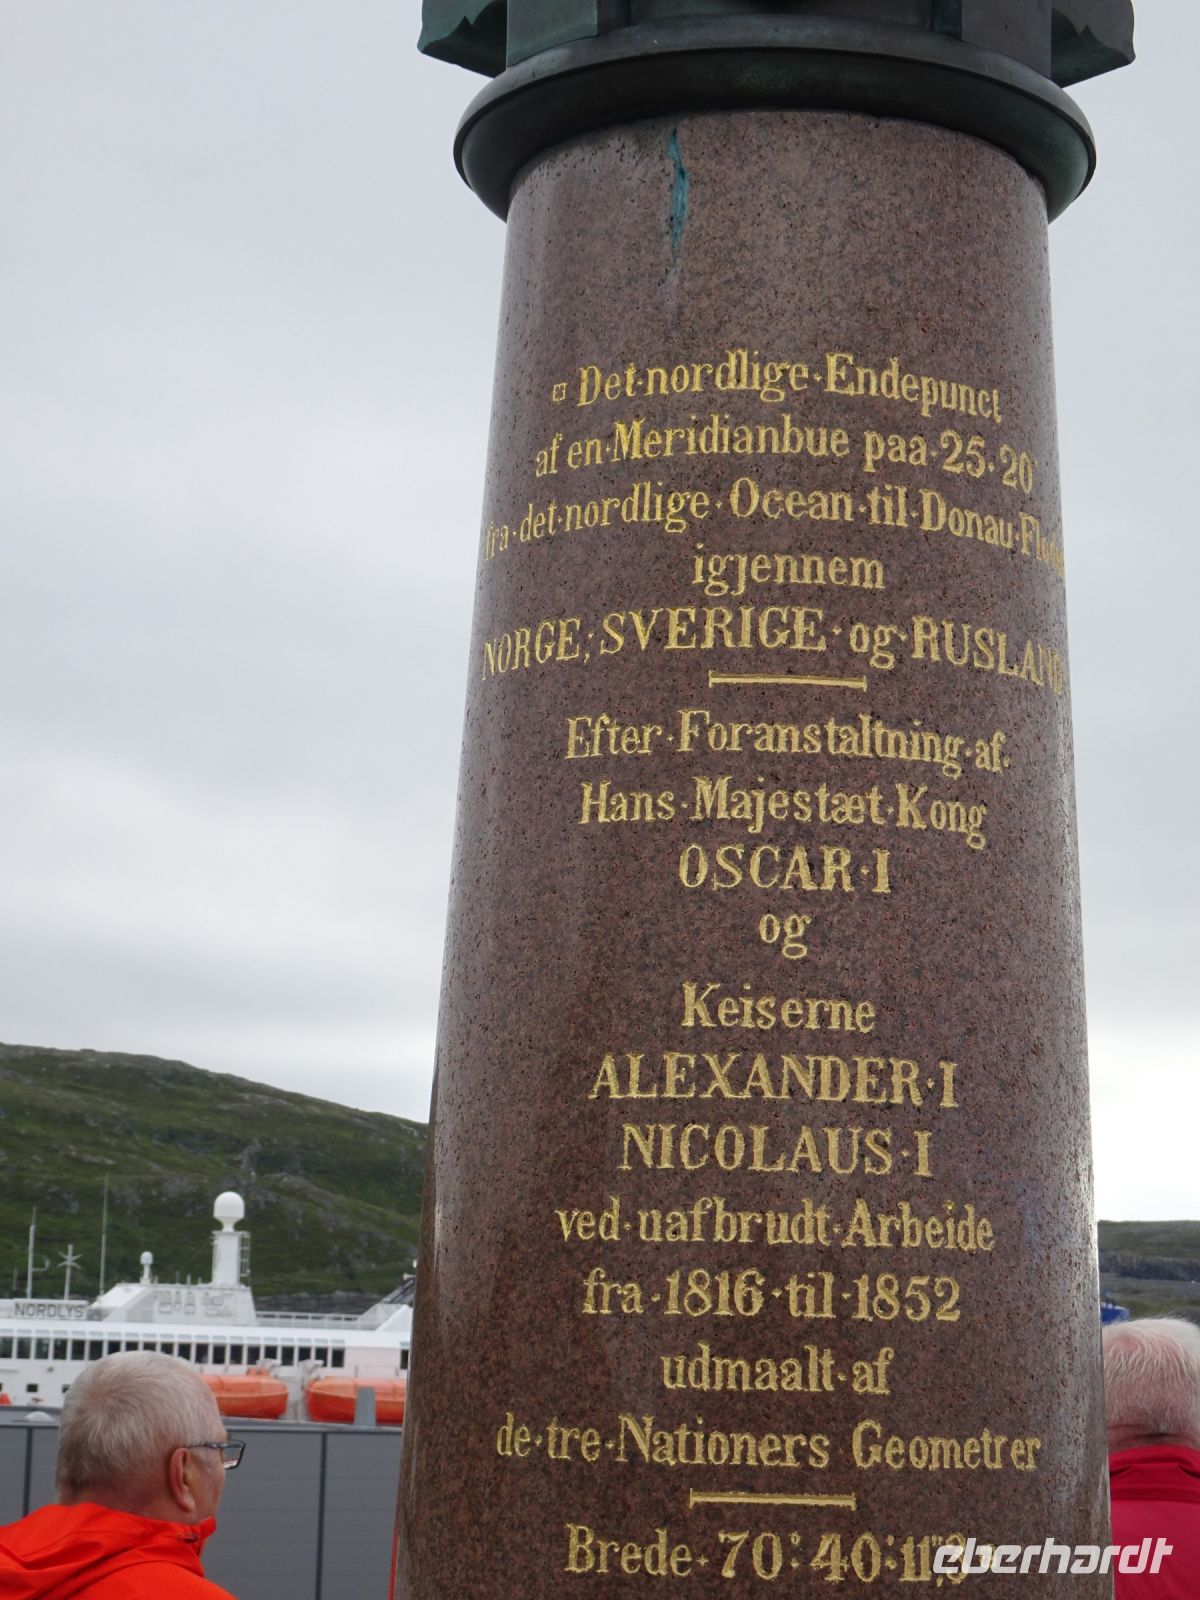 Det·nordlige·Endepunct
af en·Meridianbue paa·25·20'
fra·det·nordlige·Ocean·til·Donau·
igjennem
NORGE; SVERIGE·og·RUSLAND
Efter·Foranstaltning·af·
Hans·Majestæt·Kong
OSCAR·I
og
Keiserne
ALEXANDER·I
NICOLAUS·I
ved·uafbrudt·Arbeide
fra·1816·til·1852
udmaalt·af
de·tre·Nationers Geometrer
Brede·70°:40':11",3
NORDLYS
eberhardt